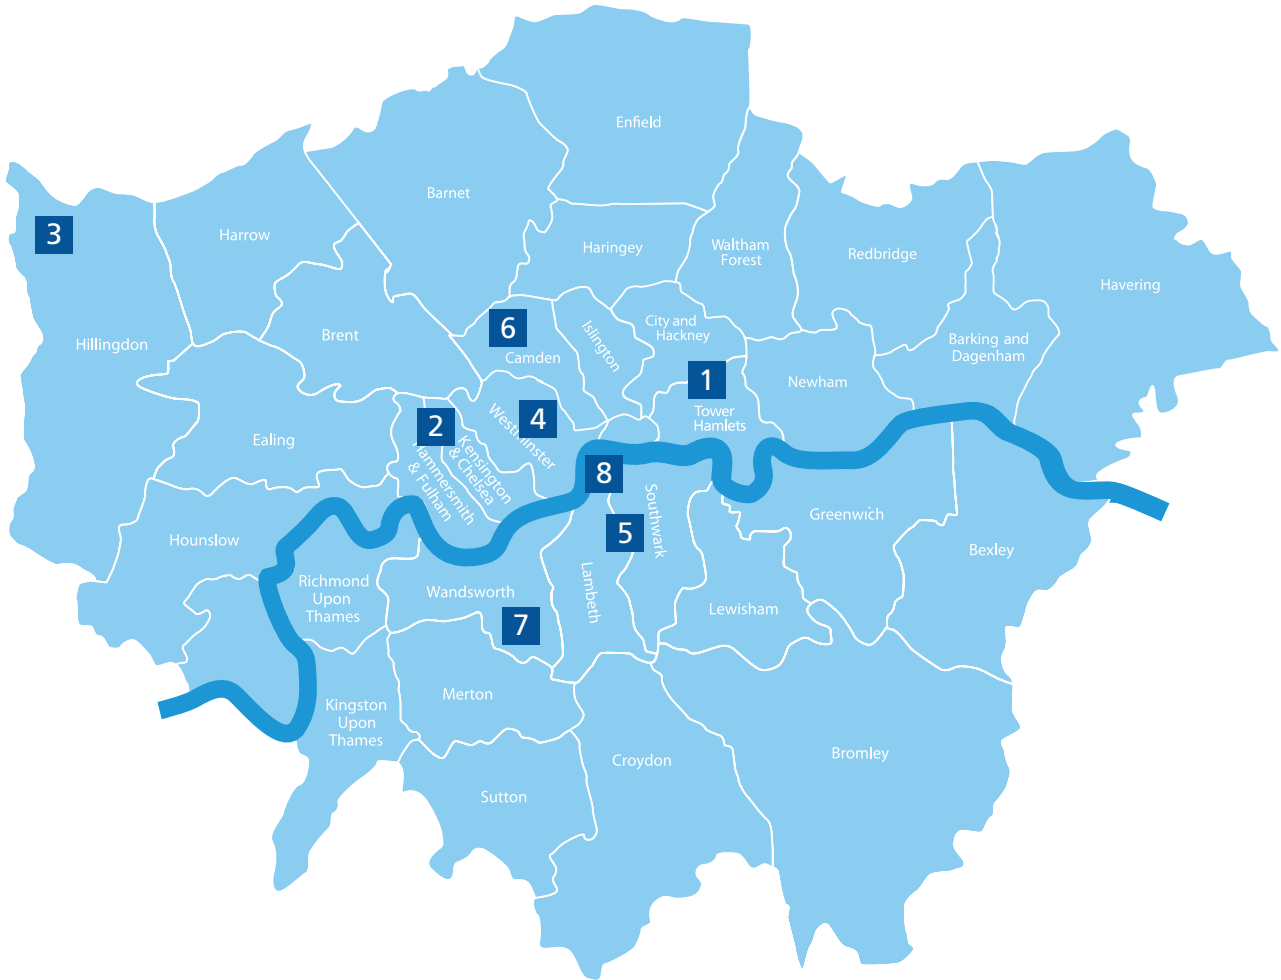 Enfield
Barnet
3
Harrow
Haringey
Waltham
Forest
Redbridge
Havering
Hillingdon
Brent
6
Camden
Islington
City and
Hackney
Barking and
Dagenham
1
Newham
Tower
Hamlets
2
4
Westminster
Ealing
Kensington
& Chelsea
Hammersmith
& Fulham
8
Southwark
5
Greenwich
Hounslow
Bexley
Richmond
Upon
Thames
Wandsworth
Lambeth
Lewisham
7
Merton
Kingston
Upon
Thames
Croydon
Bromley
Sutton